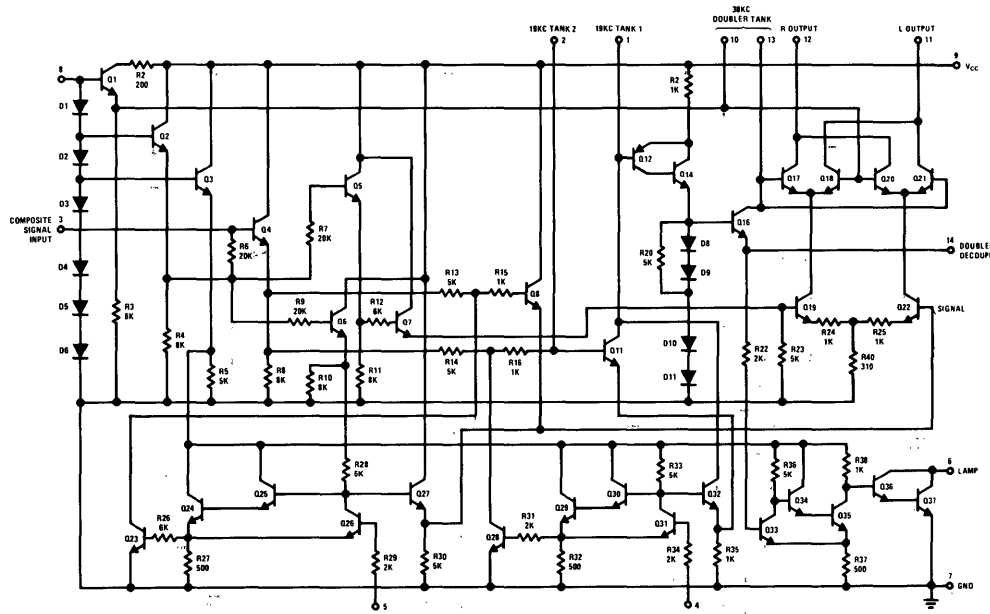 38KC
DOUBLER TANK
19KC TANK 2
19KC TANK 1
R OUTPUT
L OUTPUT
2
1
10
13
12
11
8
Q1
R2
200
9
VCC
R2
1K
D1
Q2
Q12
Q14
D2
Q3
Q5
Q17
Q18
Q20
Q21
D3
COMPOSITE
SIGNAL
INPUT
3
Q4
R7
20K
Q16
R6
20K
R20
5K
D8
14
DOUBLER
DECOUPL
D4
R13
5K
R15
1K
D9
D5
R3
6K
R9
20K
Q6
R12
6K
Q7
Q8
Q19
Q22
SIGNAL
R4
8K
R24
1K
R25
1K
D6
R14
5K
R16
1K
Q11
D10
R22
2K
R23
5K
R40
310
R5
5K
R8
8K
R10
8K
R11
8K
D11
R28
5K
R33
5K
R36
5K
R38
1K
6
LAMP
Q24
Q25
Q27
Q29
Q30
Q32
Q34
Q36
Q37
Q23
R26
6K
Q26
Q28
R31
2K
Q31
Q33
Q35
R27
500
R29
2K
R30
5K
R32
500
R34
2K
R35
1K
R37
500
7
GND
5
4